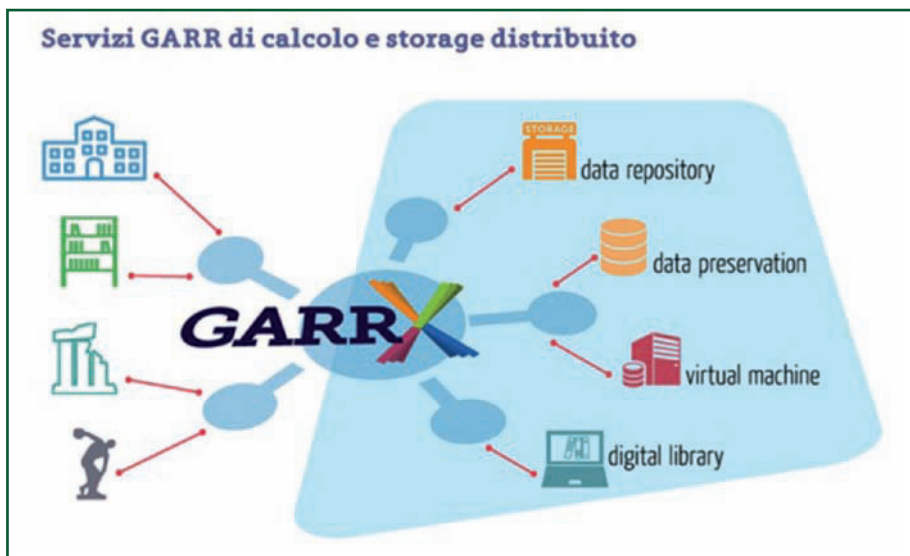 Servizi GARR di calcolo e storage distribuito
STORAGE
data repository
data preservation
GARR X
virtual machine
digital library